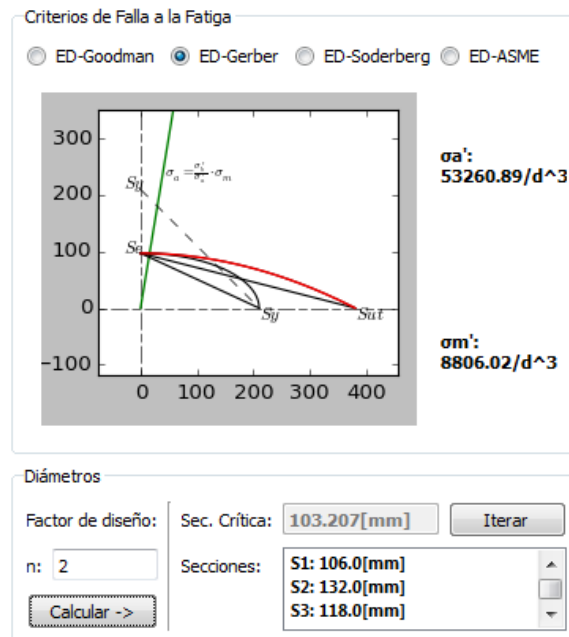 Criterios de Falla a la Fatiga
ED-Goodman ED-Gerber ED-Soderberg ED-ASME
300
200
100
0
−100
0 100 200 300 400
Sy
Se
Sy
Sut
σa':
53260.89/d^3
σm':
8806.02/d^3
Diámetros
Factor de diseño:
n: 2
Calcular ->
Sec. Crítica: 103.207[mm] Iterar
Secciones:
S1: 106.0[mm]
S2: 132.0[mm]
S3: 118.0[mm]